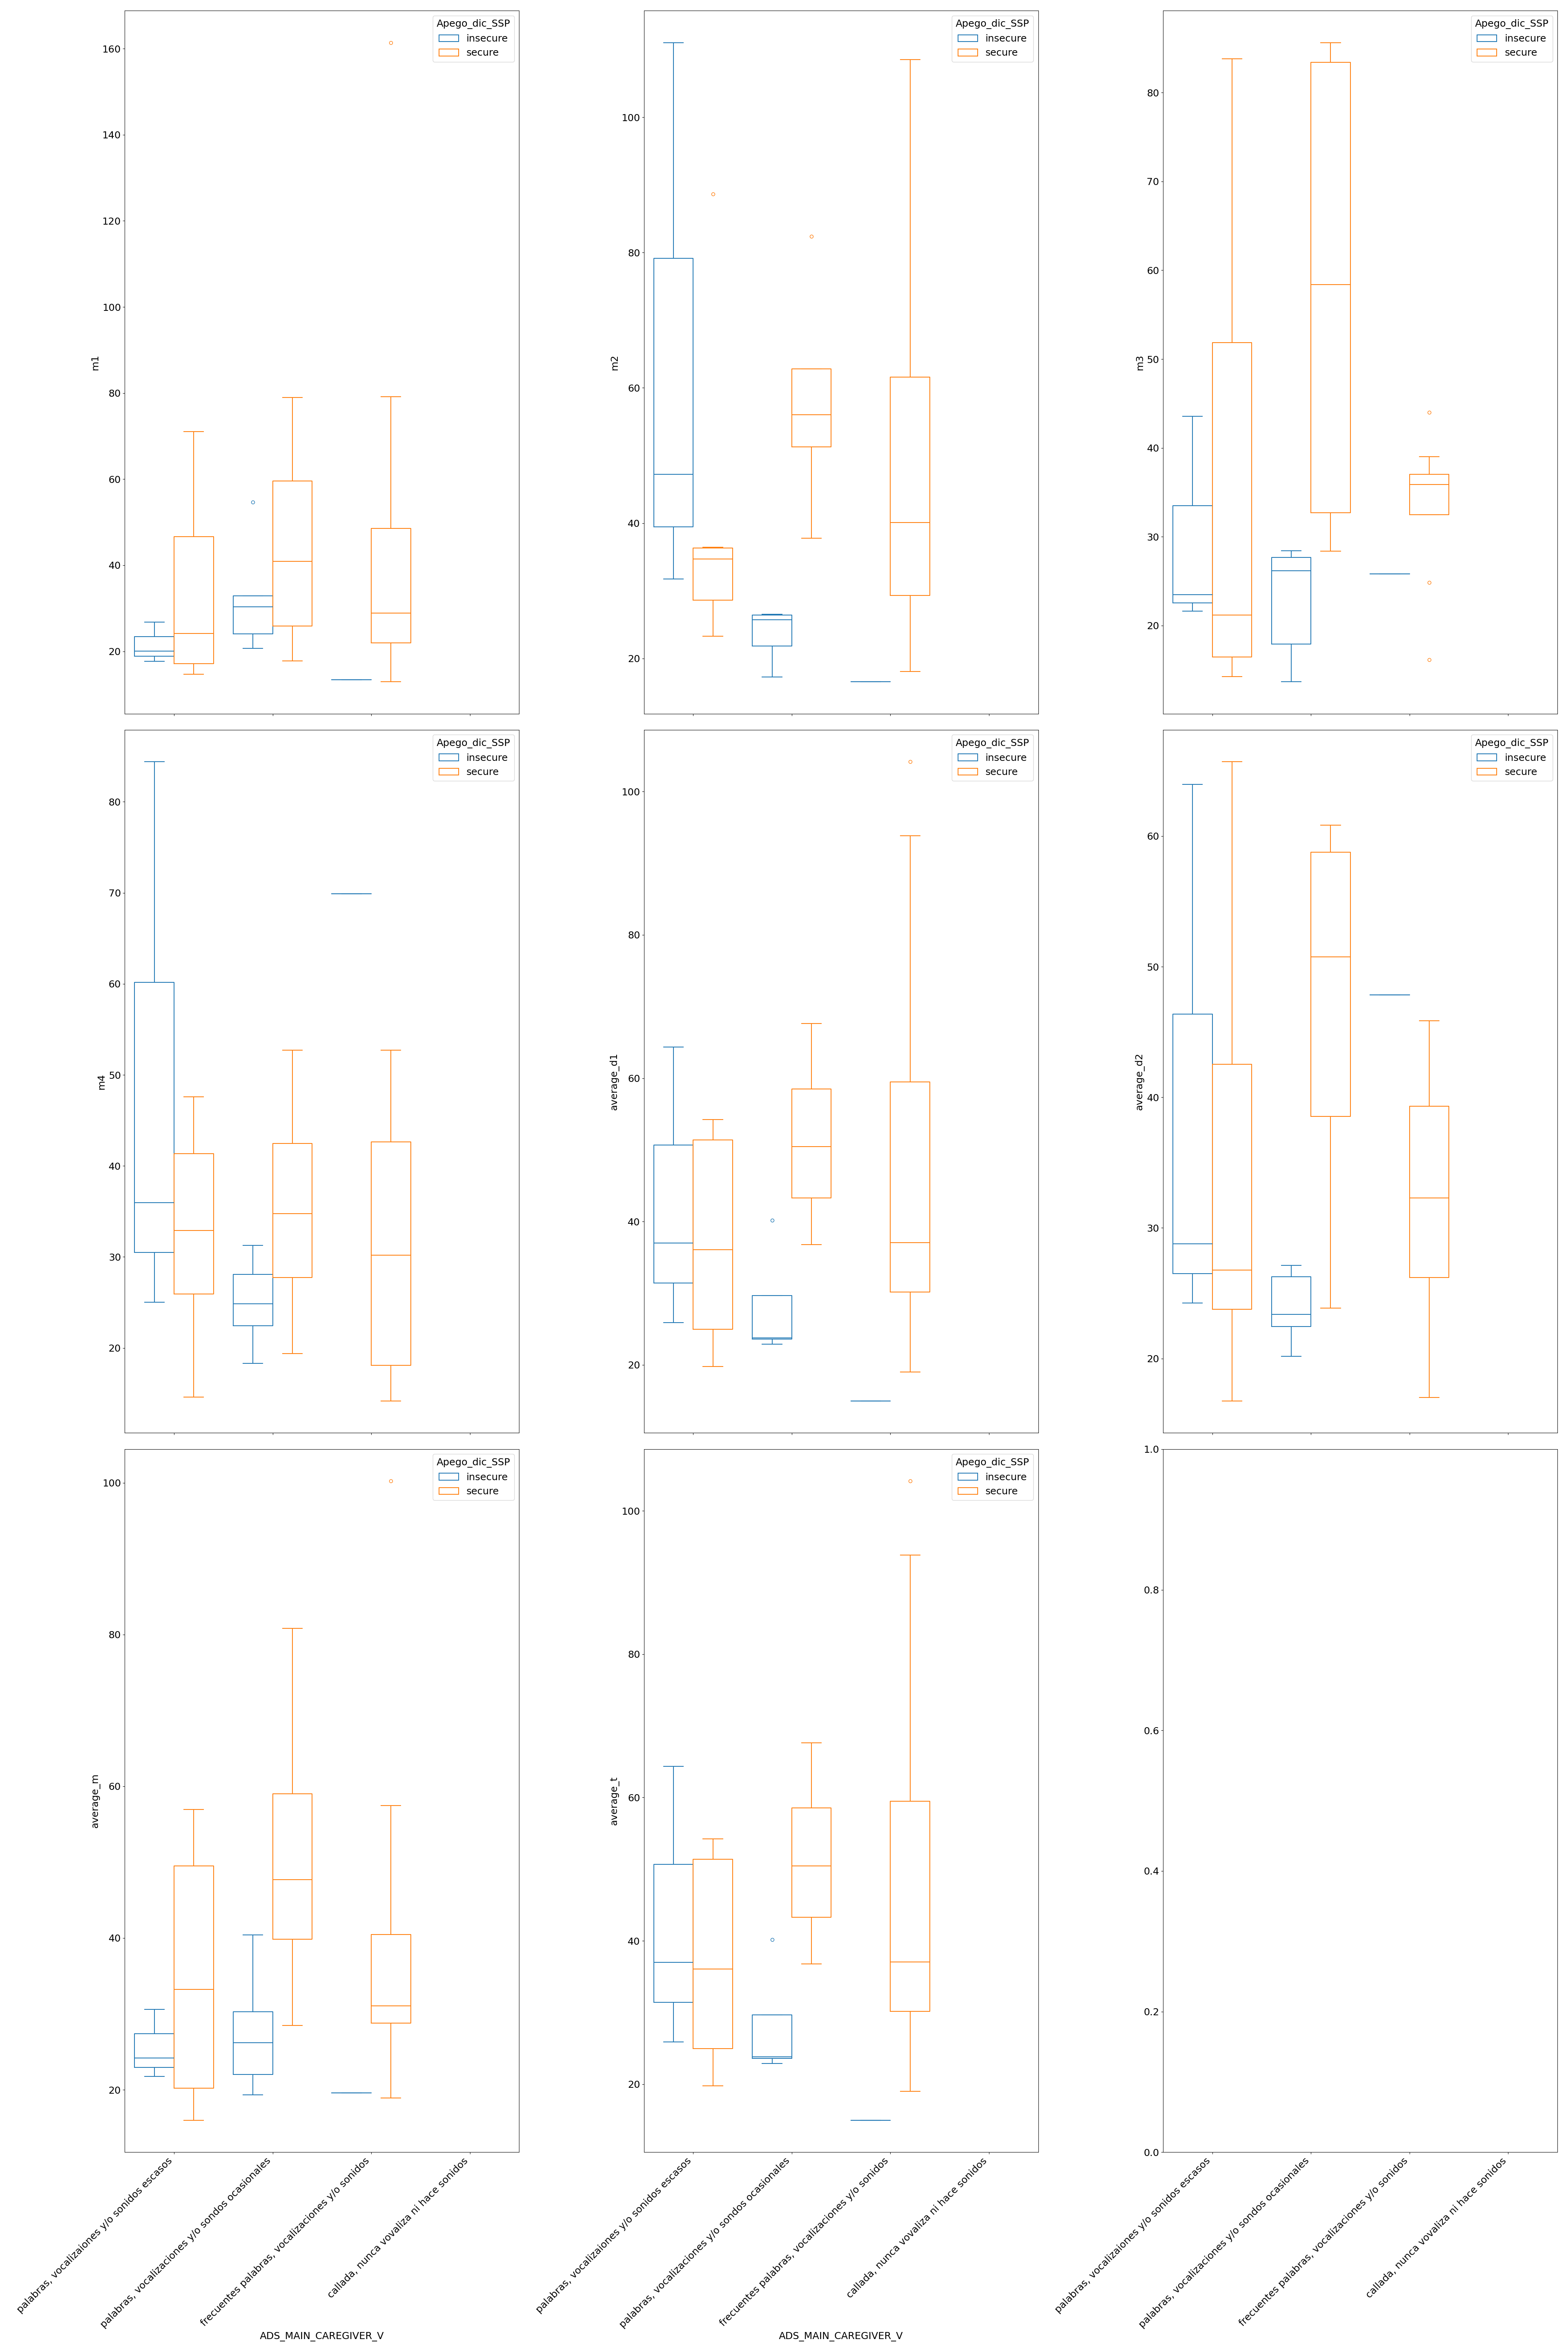 Apego_dic_SSP
insecure
secure
m1
160
140
120
100
80
60
40
20
Apego_dic_SSP
insecure
secure
m2
100
80
60
40
20
Apego_dic_SSP
insecure
secure
m3
80
70
60
50
40
30
20
Apego_dic_SSP
insecure
secure
m4
80
70
60
50
40
30
20
Apego_dic_SSP
insecure
secure
average_d1
100
80
60
40
20
Apego_dic_SSP
insecure
secure
average_d2
60
50
40
30
20
Apego_dic_SSP
insecure
secure
average_m
100
80
60
40
20
palabras, vocalizaiones y/o sonidos escasos
palabras, vocalizaciones y/o sondos ocasionales
frecuentes palabras, vocalizaciones y/o sonidos
callada, nunca vovaliza ni hace sonidos
ADS_MAIN_CAREGIVER_V
Apego_dic_SSP
insecure
secure
average_t
100
80
60
40
20
palabras, vocalizaiones y/o sonidos escasos
palabras, vocalizaciones y/o sondos ocasionales
frecuentes palabras, vocalizaciones y/o sonidos
callada, nunca vovaliza ni hace sonidos
ADS_MAIN_CAREGIVER_V
1.0
0.8
0.6
0.4
0.2
0.0
palabras, vocalizaiones y/o sonidos escasos
palabras, vocalizaciones y/o sondos ocasionales
frecuentes palabras, vocalizaciones y/o sonidos
callada, nunca vovaliza ni hace sonidos